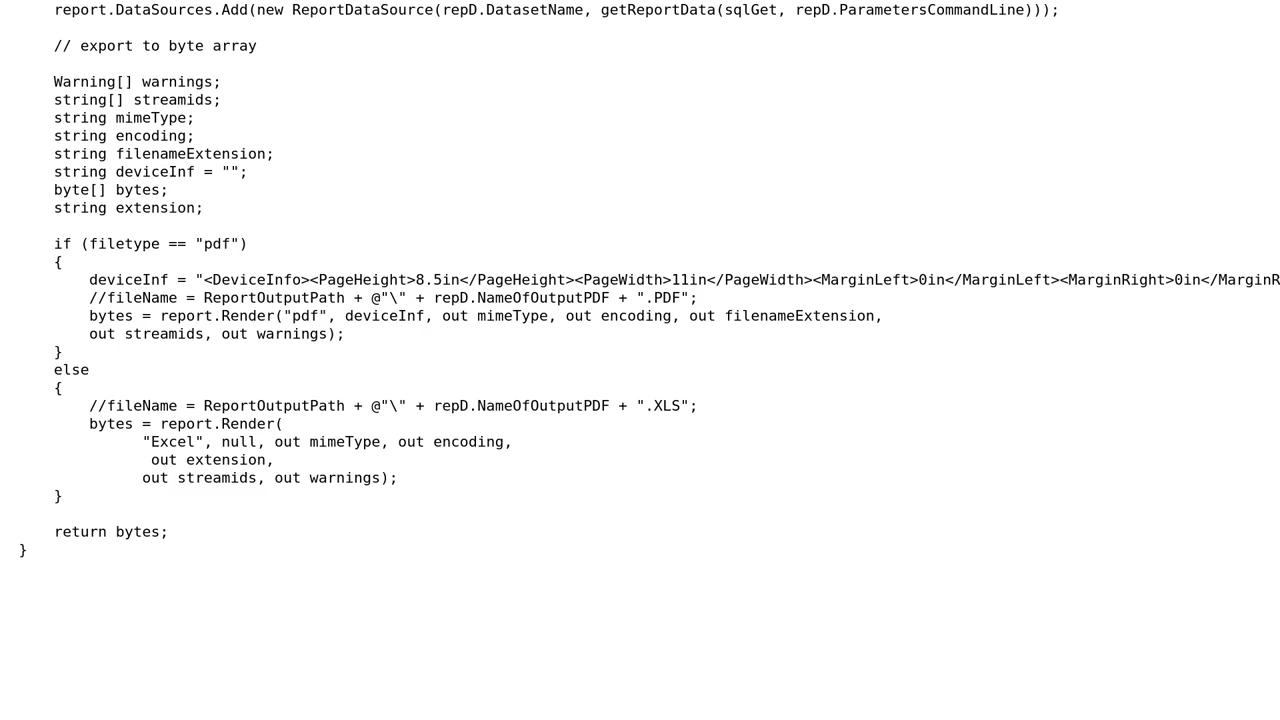 report.DataSources.Add(new ReportDataSource(repD.DatasetName, getReportData(sqlGet, repD.ParametersCommandLine)));
// export to byte array
Warning[] warnings;
string[] streamids;
string mimeType;
string encoding;
string filenameExtension;
string deviceInf = "";
byte[] bytes;
string extension;
if (filetype == "pdf")
{
deviceInf = "<DeviceInfo><PageHeight>8.5in</PageHeight><PageWidth>11in</PageWidth><MarginLeft>0in</MarginLeft><MarginRight>0in</MarginR
//fileName = ReportOutputPath + @"\" + repD.NameOfOutputPDF + ".PDF";
bytes = report.Render("pdf", deviceInf, out mimeType, out encoding, out filenameExtension,
out streamids, out warnings);
}
else
{
//fileName = ReportOutputPath + @"\" + repD.NameOfOutputPDF + ".XLS";
bytes = report.Render(
"Excel", null, out mimeType, out encoding,
out extension,
out streamids, out warnings);
}
return bytes;
}